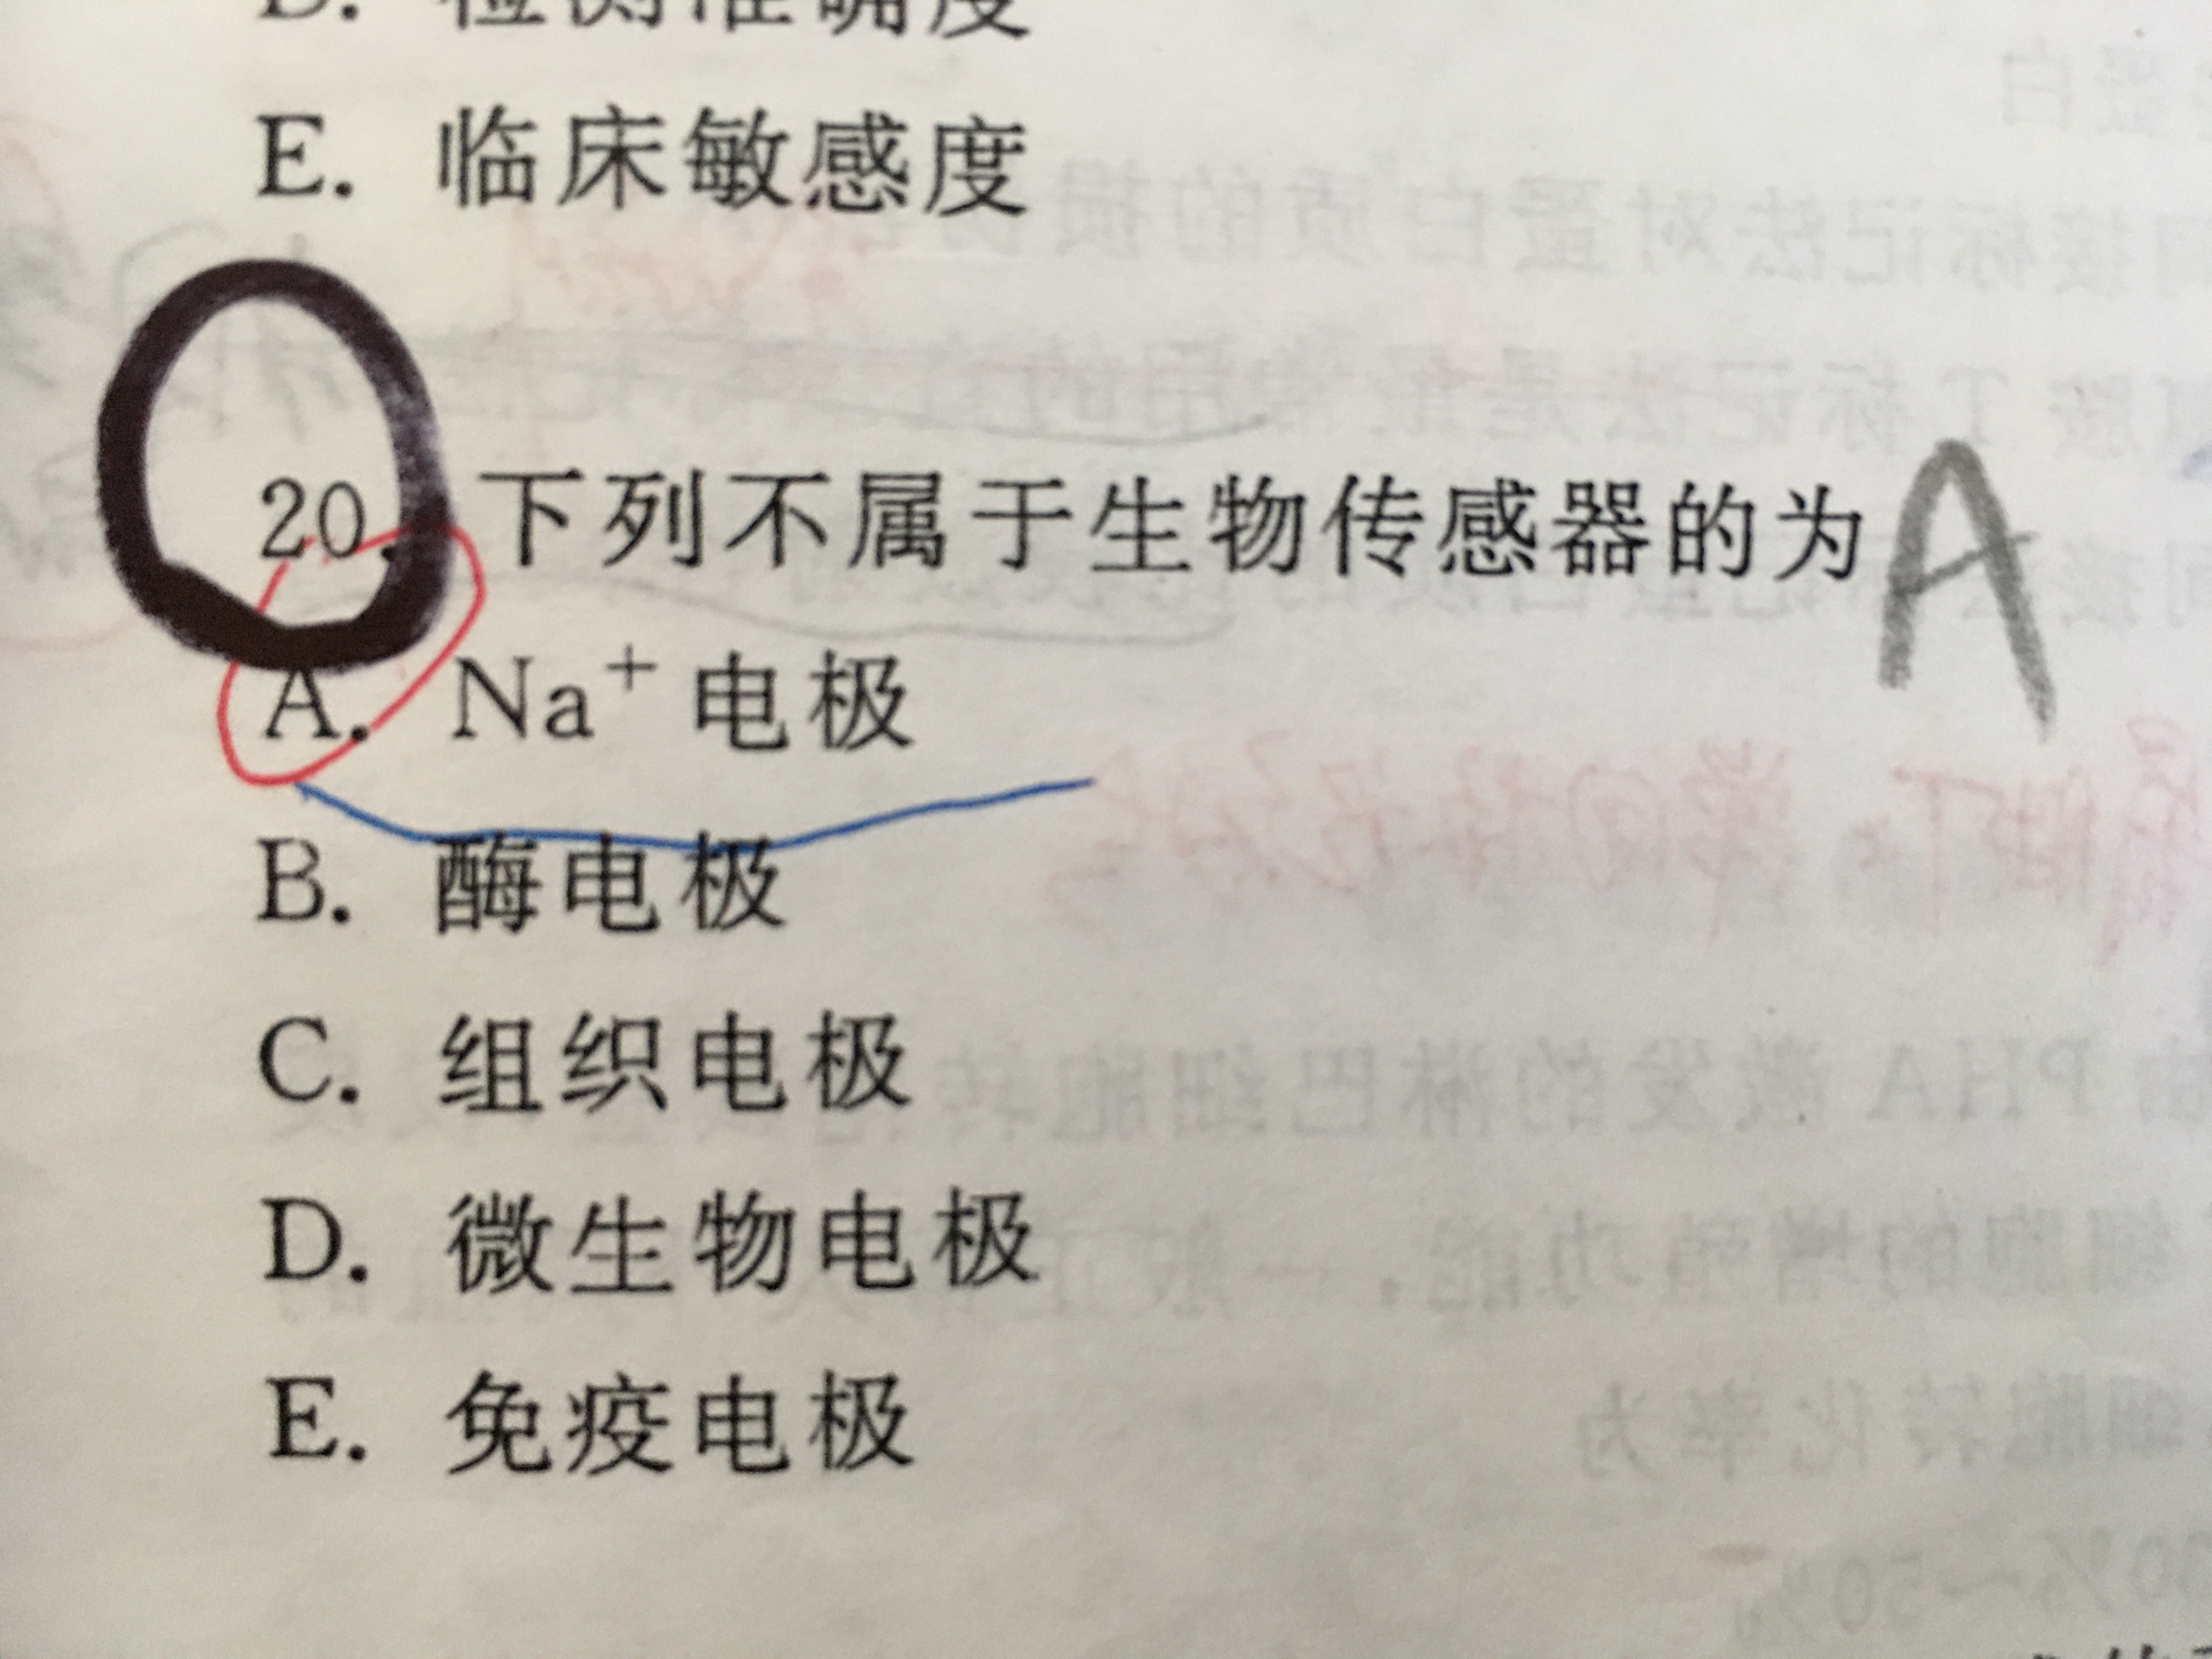 E. 临床敏感度
20. 下列不属于生物传感器的为 A
A. Na⁺ 电极
B. 酶电极
C. 组织电极
D. 微生物电极
E. 免疫电极